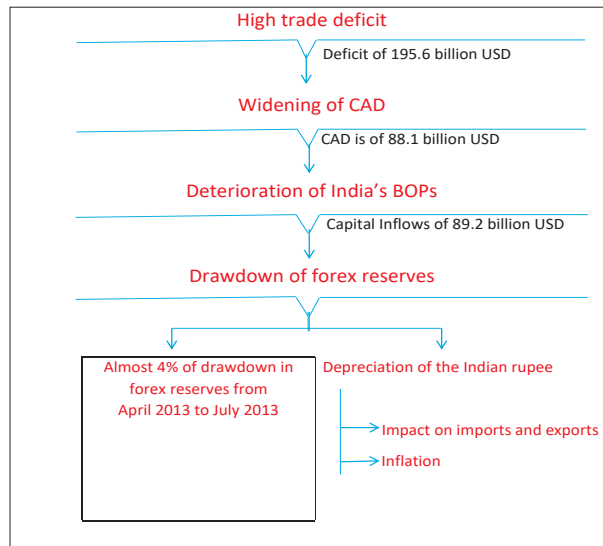 High trade deficit
Deficit of 195.6 billion USD
Widening of CAD
CAD is of 88.1 billion USD
Deterioration of India's BOPs
Capital Inflows of 89.2 billion USD
Drawdown of forex reserves
Almost 4% of drawdown in
forex reserves from
April 2013 to July 2013
Depreciation of the Indian rupee
Impact on imports and exports
Inflation